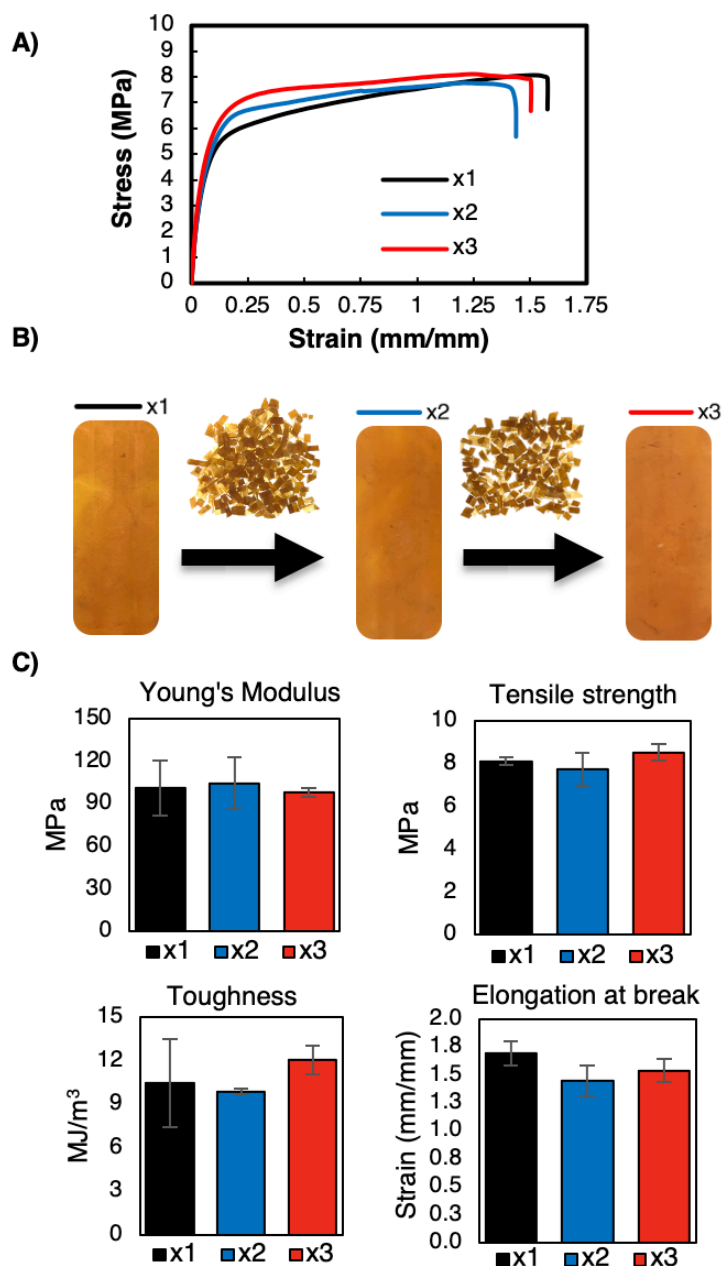 A)
Stress (MPa)
10
9
8
7
6
5
4
3
2
1
0
x1
x2
x3
0 0.25 0.5 0.75 1 1.25 1.5 1.75
Strain (mm/mm)
B)
x1 x2 x3
C)
Young's Modulus
MPa
150
120
90
60
30
0
x1 x2 x3
Tensile strength
MPa
10
8
6
4
2
0
x1 x2 x3
Toughness
MJ/m³
15
12
9
6
3
0
x1 x2 x3
Elongation at break
Strain (mm/mm)
2.0
1.8
1.5
1.3
1.0
0.8
0.5
0.3
0.0
x1 x2 x3